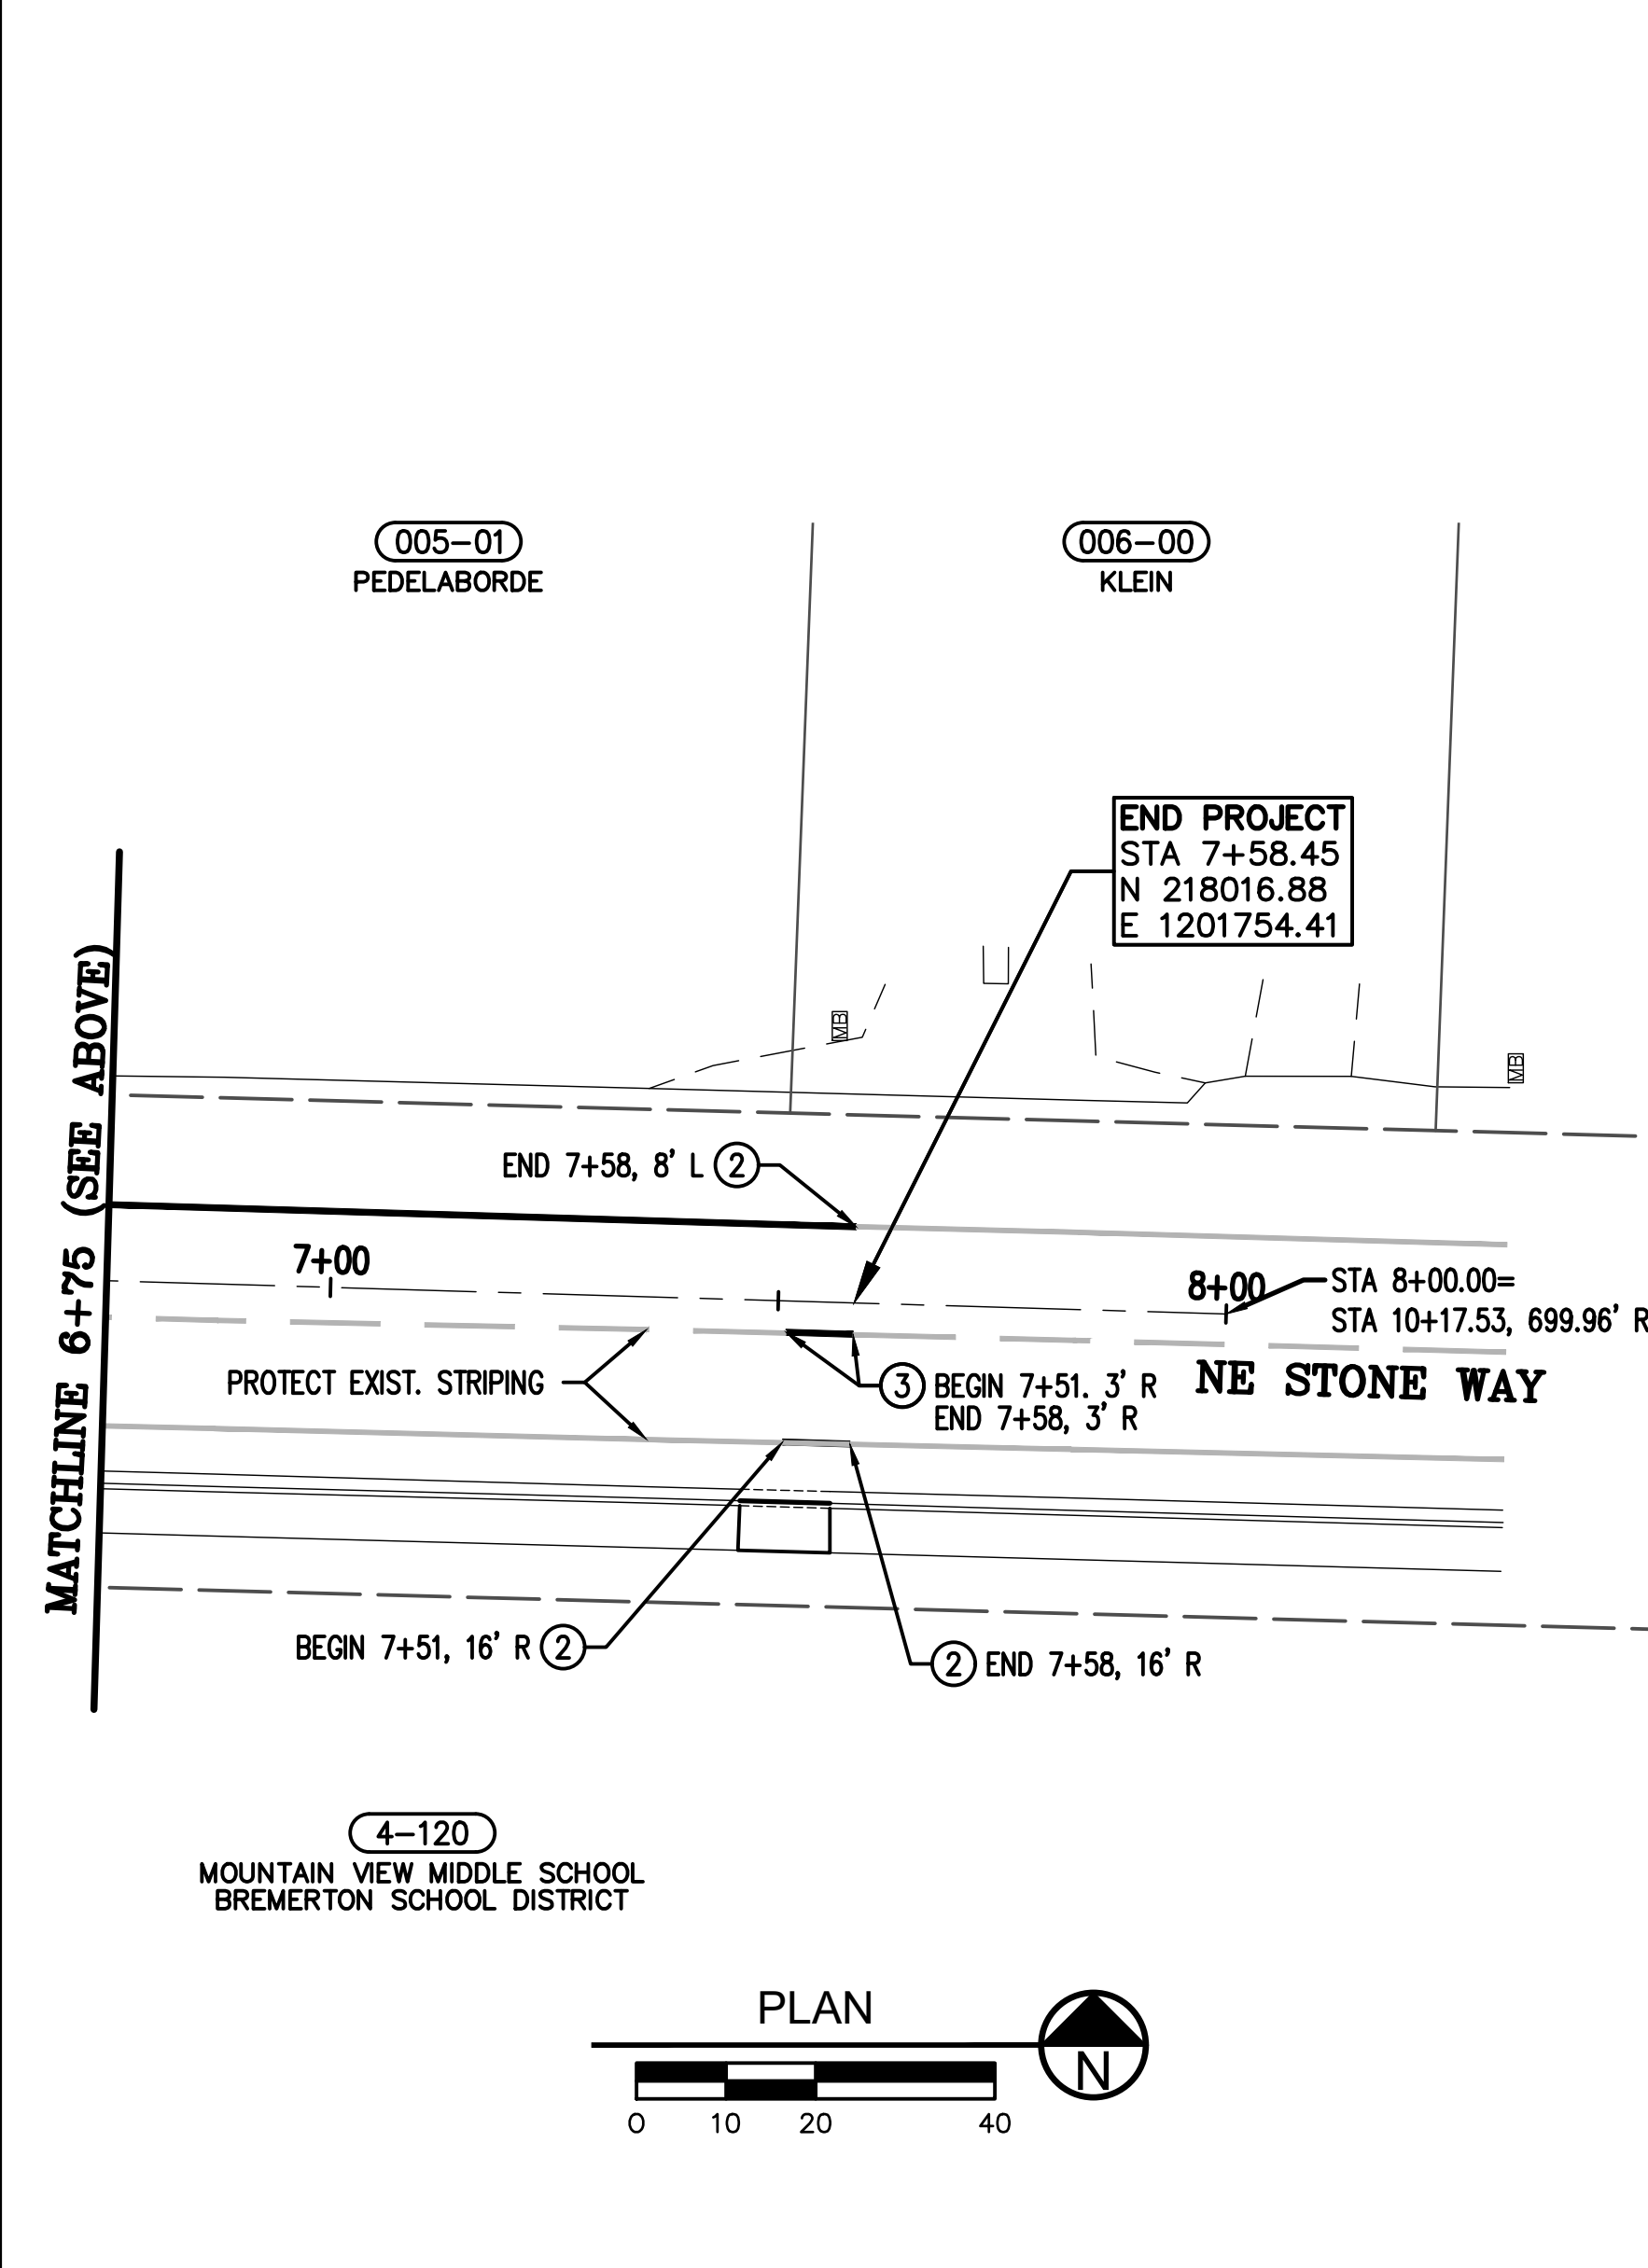 005-01
PEDELABORDE
006-00
KLEIN
END PROJECT
STA 7+58.45
N 218016.88
E 1201754.41
MB
MB
MATCHLINE 6+75 (SEE ABOVE)
END 7+58, 8' L 2
7+00
8+00
STA 8+00.00=
STA 10+17.53, 699.96' R
PROTECT EXIST. STRIPING
3 BEGIN 7+51. 3' R
END 7+58, 3' R
NE STONE WAY
BEGIN 7+51, 16' R 2
2 END 7+58, 16' R
4-120
MOUNTAIN VIEW MIDDLE SCHOOL
BREMERTON SCHOOL DISTRICT
PLAN
N
0 10 20 40